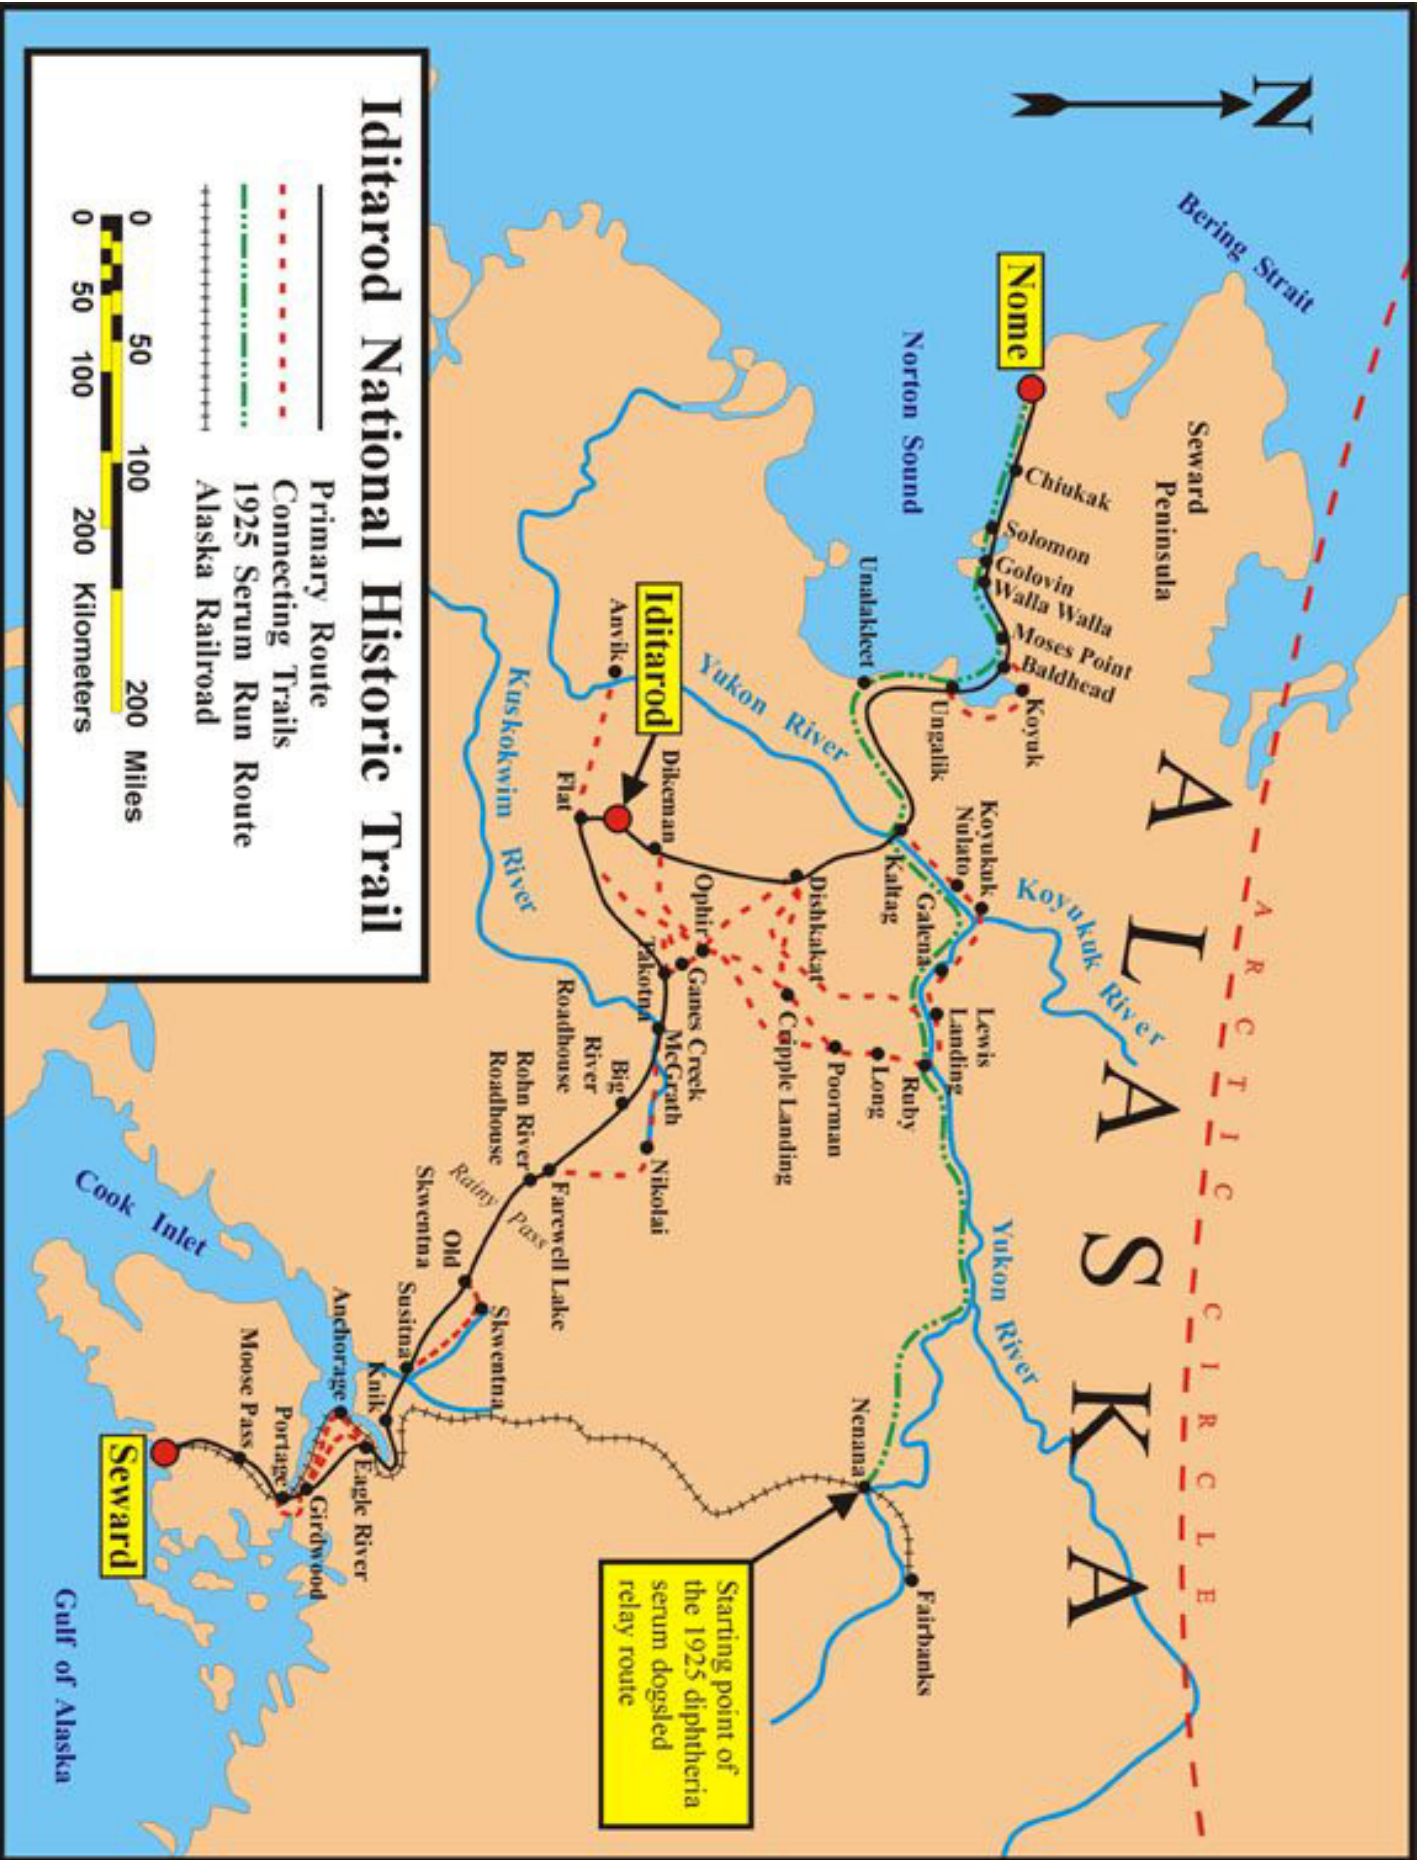 N
Bering Strait
Seward
Peninsula
ARCTIC CIRCLE
ALASKA
Nome
Norton Sound
Chiukak
Solomon
Golovin
Walla Walla
Moses Point
Baldhead
Koyuk
Ungalik
Unalakleet
Koyukuk
Nulato
Koyukuk River
Kaltag
Galena
Lewis
Landing
Ruby
Long
Poorman
Cripple Landing
Dishkakat
Yukon River
Yukon River
Nenana
Fairbanks
Starting point of
the 1925 diphtheria
serum dogsled
relay route
Iditarod
Anvik
Dikeman
Flat
Ophir
Ganes Creek
Takotna
McGrath
Nikolai
Big
River
Roadhouse
Rohn River
Roadhouse
Farewell Lake
Rainy Pass
Kuskokwim River
Old
Skwentna
Skwentna
Susitna
Knik
Anchorage
Eagle River
Girdwood
Portage
Moose Pass
Seward
Cook Inlet
Gulf of Alaska
Iditarod National Historic Trail
Primary Route
Connecting Trails
1925 Serum Run Route
Alaska Railroad
0 50 100 200 Miles
0 50 100 200 Kilometers